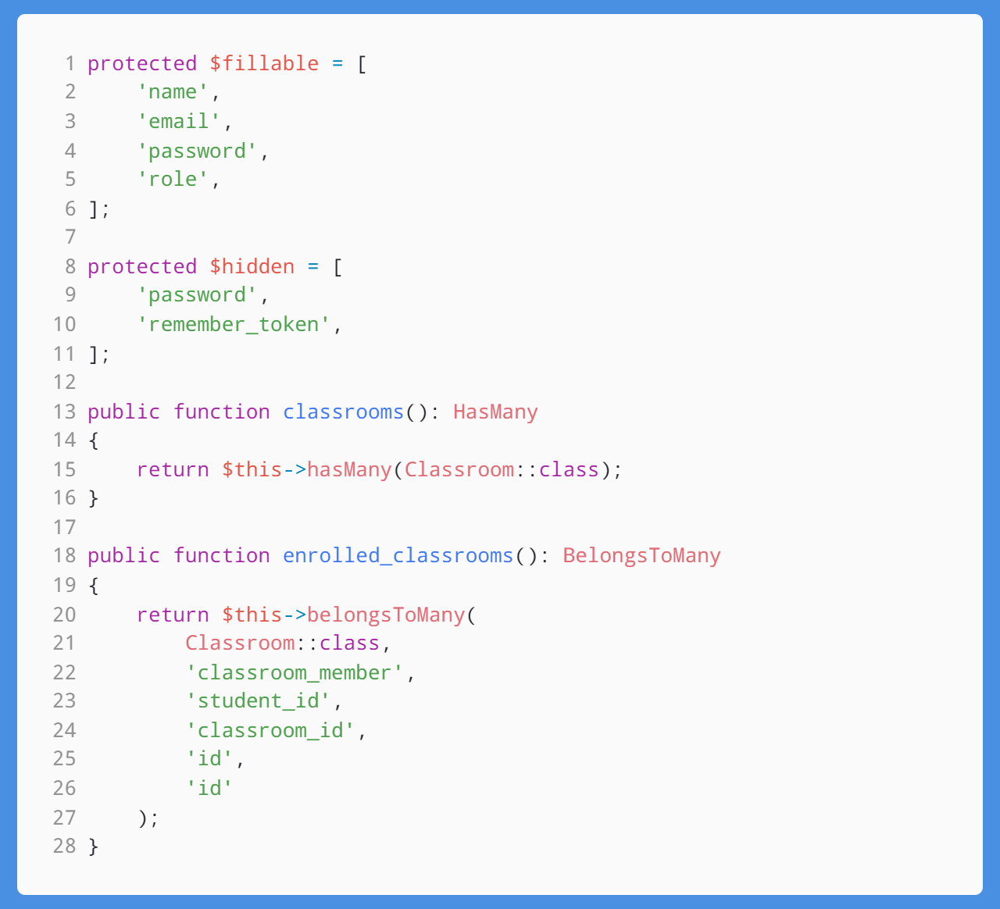 1 protected $fillable = [
2     'name',
3     'email',
4     'password',
5     'role',
6 ];
7
8 protected $hidden = [
9     'password',
10     'remember_token',
11 ];
12
13 public function classrooms(): HasMany
14 {
15     return $this->hasMany(Classroom::class);
16 }
17
18 public function enrolled_classrooms(): BelongsToMany
19 {
20     return $this->belongsToMany(
21         Classroom::class,
22         'classroom_member',
23         'student_id',
24         'classroom_id',
25         'id',
26         'id'
27     );
28 }